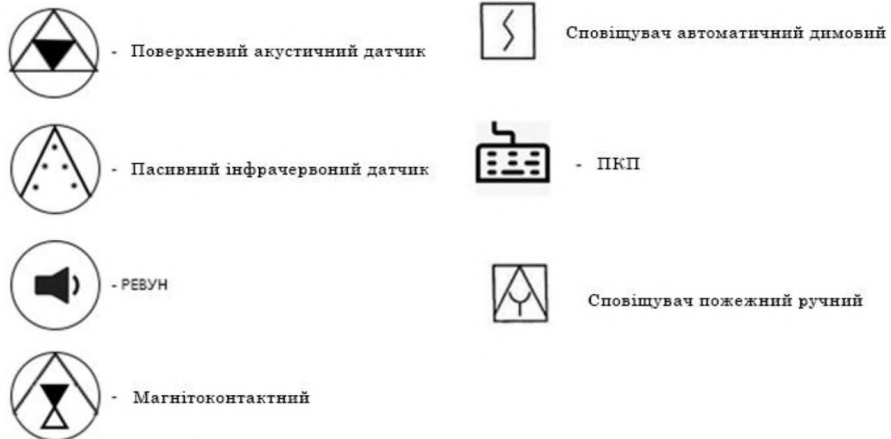 - Поверхневий акустичний датчик
- Пасивний інфрачервоний датчик
- РЕВУН
- Магнітоконтактний
Сповіщувач автоматичний димовий
- ПКП
Сповіщувач пожежний ручний